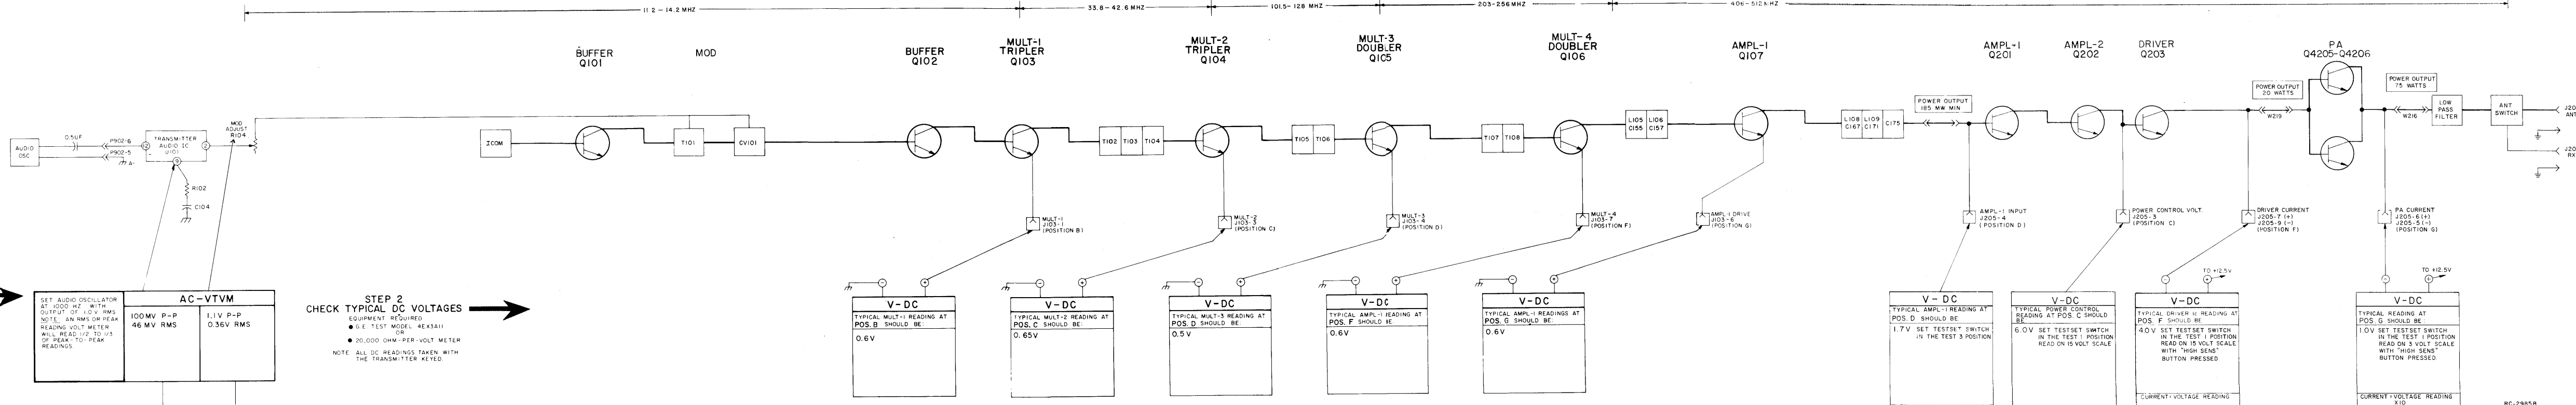 11.2 - 14.2 MHZ
33.8 - 42.6 MHZ
101.5 - 128 MHZ
203-256 MHZ
406-512 MHZ
BUFFER
Q101
MOD
BUFFER
Q102
MULT-1
TRIPLER
Q103
MULT-2
TRIPLER
Q104
MULT-3
DOUBLER
Q105
MULT-4
DOUBLER
Q106
AMPL-1
Q107
AMPL-1
Q201
AMPL-2
Q202
DRIVER
Q203
PA
Q4205-Q4206
AUDIO
OSC
0.5UF
P902-6
P902-5
A-
TRANSMITTER
AUDIO IC
U101
12
2
9
R102
C104
MOD
ADJUST
R104
ICOM
T101
CV101
T102
T103
T104
T105
T106
T107
T108
L105
C155
L106
C157
L108
C167
L109
C171
C175
POWER OUTPUT
185 MW MIN
POWER OUTPUT
20 WATTS
W219
POWER OUTPUT
75 WATTS
W216
LOW
PASS
FILTER
ANT
SWITCH
ANT
RX
MULT-1
J103-1
(POSITION B)
MULT-2
J103-3
(POSITION C)
MULT-3
J103-4
(POSITION D)
MULT-4
J103-7
(POSITION F)
AMPL-1 DRIVE
J103-6
(POSITION G)
AMPL-1 INPUT
J205-4
(POSITION D)
POWER CONTROL VOLT.
J205-3
(POSITION C)
DRIVER CURRENT
J205-7 (+)
J205-9 (-)
(POSITION F)
PA CURRENT
J205-6 (+)
J205-5 (-)
(POSITION G)
SET AUDIO OSCILLATOR
AT 1000 HZ WITH
OUTPUT OF 1.0 V RMS
NOTE: AN RMS OR PEAK
READING VOLT METER
WILL READ 1/2 TO 1/3
OF PEAK-TO-PEAK
READINGS.
AC-VTVM
100 MV P-P
46 MV RMS
1.1 V P-P
0.36V RMS
STEP 2
CHECK TYPICAL DC VOLTAGES
EQUIPMENT REQUIRED
● G.E. TEST MODEL 4EX3A11
OR
● 20,000 OHM-PER-VOLT METER
NOTE: ALL DC READINGS TAKEN WITH
THE TRANSMITTER KEYED.
V-DC
TYPICAL MULT-1 READING AT
POS. B SHOULD BE:
0.6V
V-DC
TYPICAL MULT-2 READING AT
POS. C SHOULD BE:
0.65V
V-DC
TYPICAL MULT-3 READING AT
POS. D SHOULD BE:
0.5V
V-DC
TYPICAL AMPL-1 READING AT
POS. F SHOULD BE
0.6V
V-DC
TYPICAL AMPL-1 READINGS AT
POS. G SHOULD BE:
0.6V
V-DC
TYPICAL AMPL-1 READING AT
POS. D SHOULD BE:
1.7V SET TESTSET SWITCH
IN THE TEST 3 POSITION
V-DC
TYPICAL POWER CONTROL
READING AT POS. C SHOULD
BE
6.0V SET TESTSET SWITCH
IN THE TEST 1 POSITION
READ ON 15 VOLT SCALE
TO +12.5V
V-DC
TYPICAL DRIVER Ic READING AT
POS. F SHOULD BE
4.0V SET TESTSET SWITCH
IN THE TEST 1 POSITION
READ ON 15 VOLT SCALE
WITH "HIGH SENS"
BUTTON PRESSED
CURRENT=VOLTAGE READING
TO +12.5V
V-DC
TYPICAL READING AT
POS. G SHOULD BE:
1.0V SET TESTSET SWITCH
IN THE TEST 1 POSITION
READ ON 3 VOLT SCALE
WITH "HIGH SENS"
BUTTON PRESSED.
CURRENT=VOLTAGE READING
X10
RC-2985B